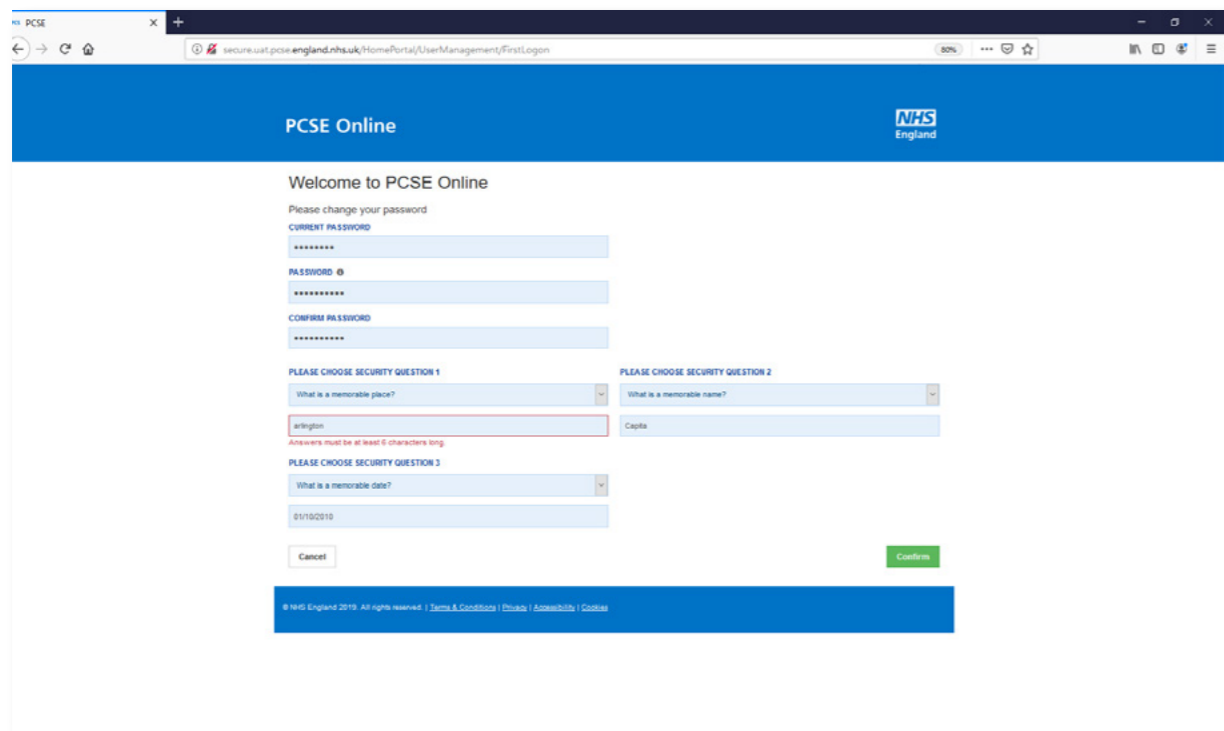 PCSE
secure.uat.pcse.england.nhs.uk/HomePortal/UserManagement/FirstLogon
80%
PCSE Online
NHS
England
Welcome to PCSE Online
Please change your password
CURRENT PASSWORD
••••••••
PASSWORD
••••••••••
CONFIRM PASSWORD
••••••••••
PLEASE CHOOSE SECURITY QUESTION 1
What is a memorable place?
arlington
Answers must be at least 6 characters long.
PLEASE CHOOSE SECURITY QUESTION 2
What is a memorable name?
Capita
PLEASE CHOOSE SECURITY QUESTION 3
What is a memorable date?
01/10/2010
Cancel
Confirm
© NHS England 2019. All rights reserved. | Terms & Conditions | Privacy | Accessibility | Cookies